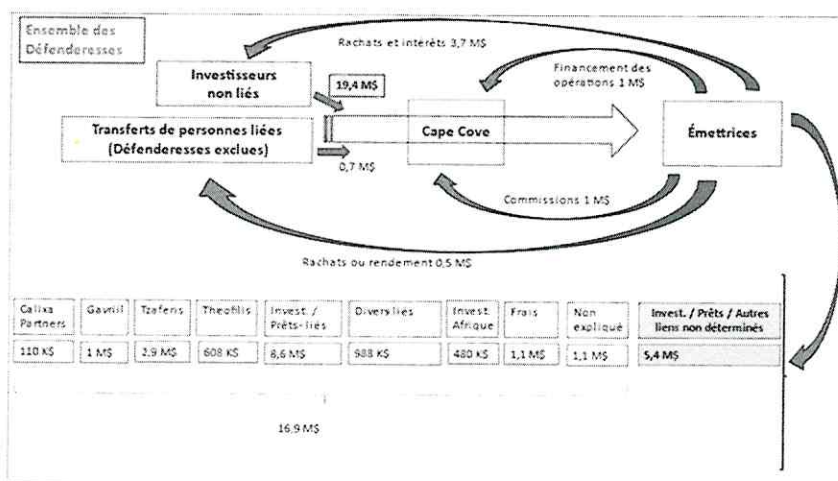 Ensemble des
Défenderesses
Rachats et intérêts 3,7 M$
Investisseurs
non liés
19,4 M$
Financement des
opérations 1 M$
Transferts de personnes liées
(Défenderesses exclues)
Cape Cove
Émettrices
0,7 M$
Commissions 1 M$
Rachats ou rendement 0,5 M$
Calixa
Partners
Gavriil
Tzaferis
Theofilis
Invest. /
Prêts-liés
Divers liés
Invest.
Afrique
Frais
Non
expliqué
Invest. / Prêts / Autres
liens non déterminés
110 K$
1 M$
2,9 M$
608 K$
8,6 M$
988 K$
480 K$
1,1 M$
1,1 M$
5,4 M$
16,9 M$